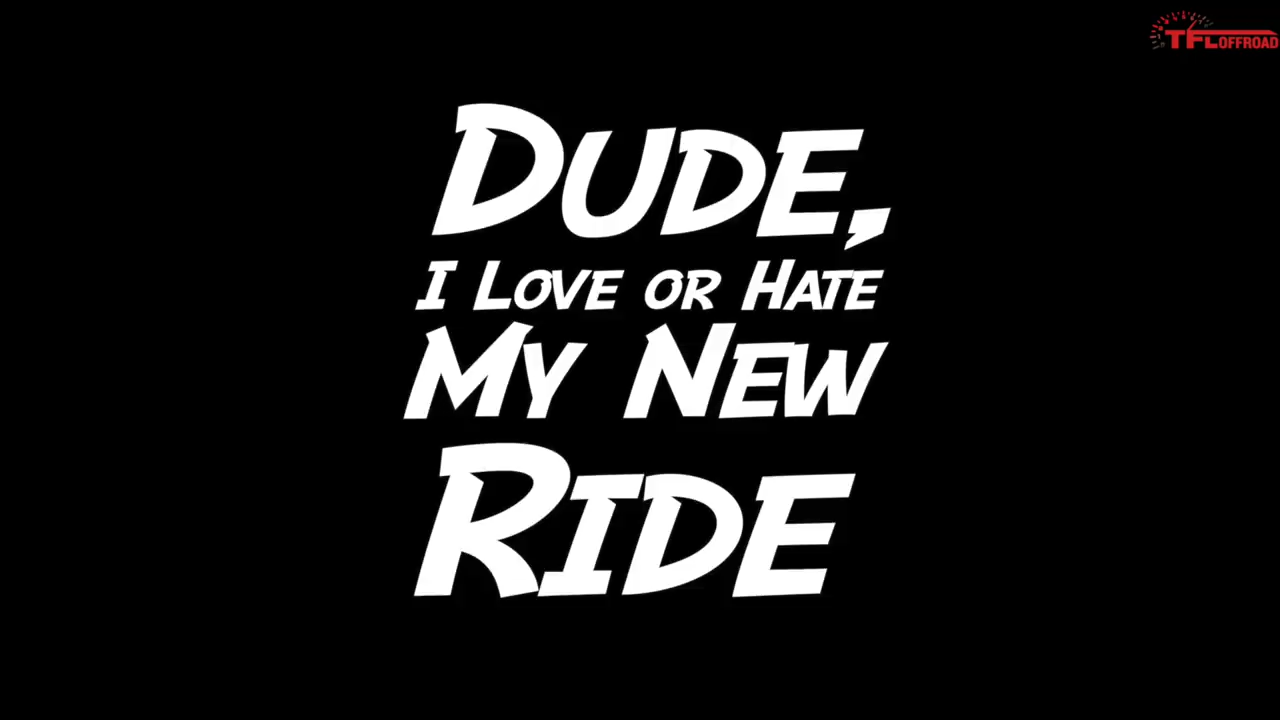 TFLOFFROAD
DUDE,
I LOVE OR HATE
MY NEW
RIDE